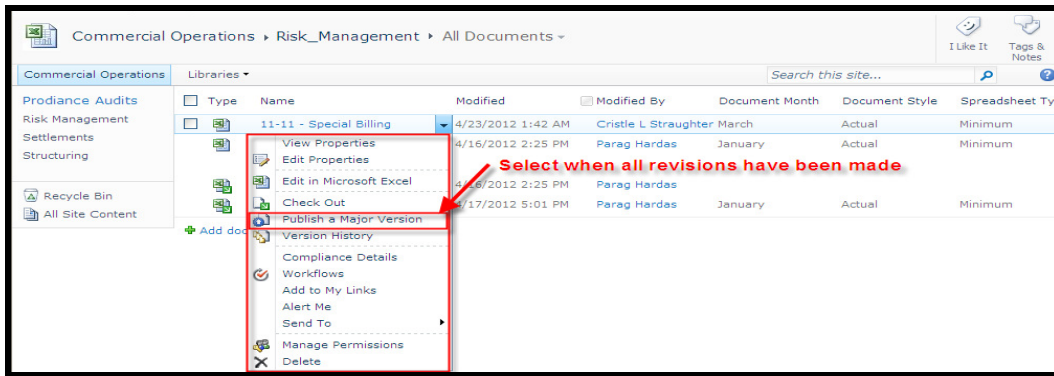 Commercial Operations ▸ Risk_Management ▸ All Documents
I Like It
Tags &
Notes
Commercial Operations Libraries
Search this site...
Prodiance Audits
Risk Management
Settlements
Structuring
Recycle Bin
All Site Content
Type Name Modified Modified By Document Month Document Style Spreadsheet Ty
11-11 - Special Billing 4/23/2012 1:42 AM Cristle L Straughter March Actual Minimum
4/16/2012 2:25 PM Parag Hardas January Actual Minimum
/2012 2:25 PM Parag Hardas
4/17/2012 5:01 PM Parag Hardas January Actual Minimum
Add doc
View Properties
Edit Properties
Edit in Microsoft Excel
Check Out
Publish a Major Version
Version History
Compliance Details
Workflows
Add to My Links
Alert Me
Send To
Manage Permissions
Delete
Select when all revisions have been made